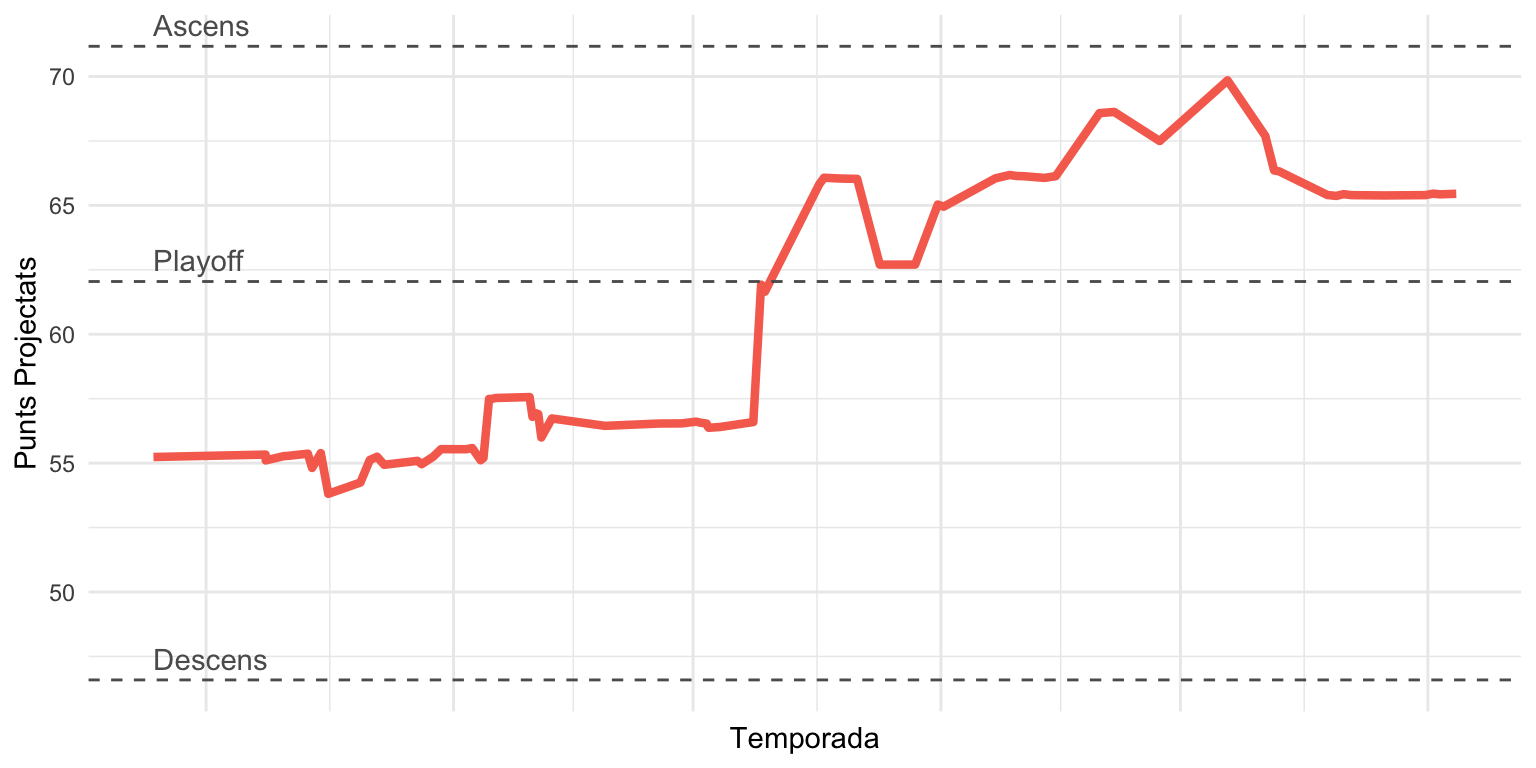 Ascens
70
65
Playoff
60
55
50
Descens
Punts Projectats
Temporada